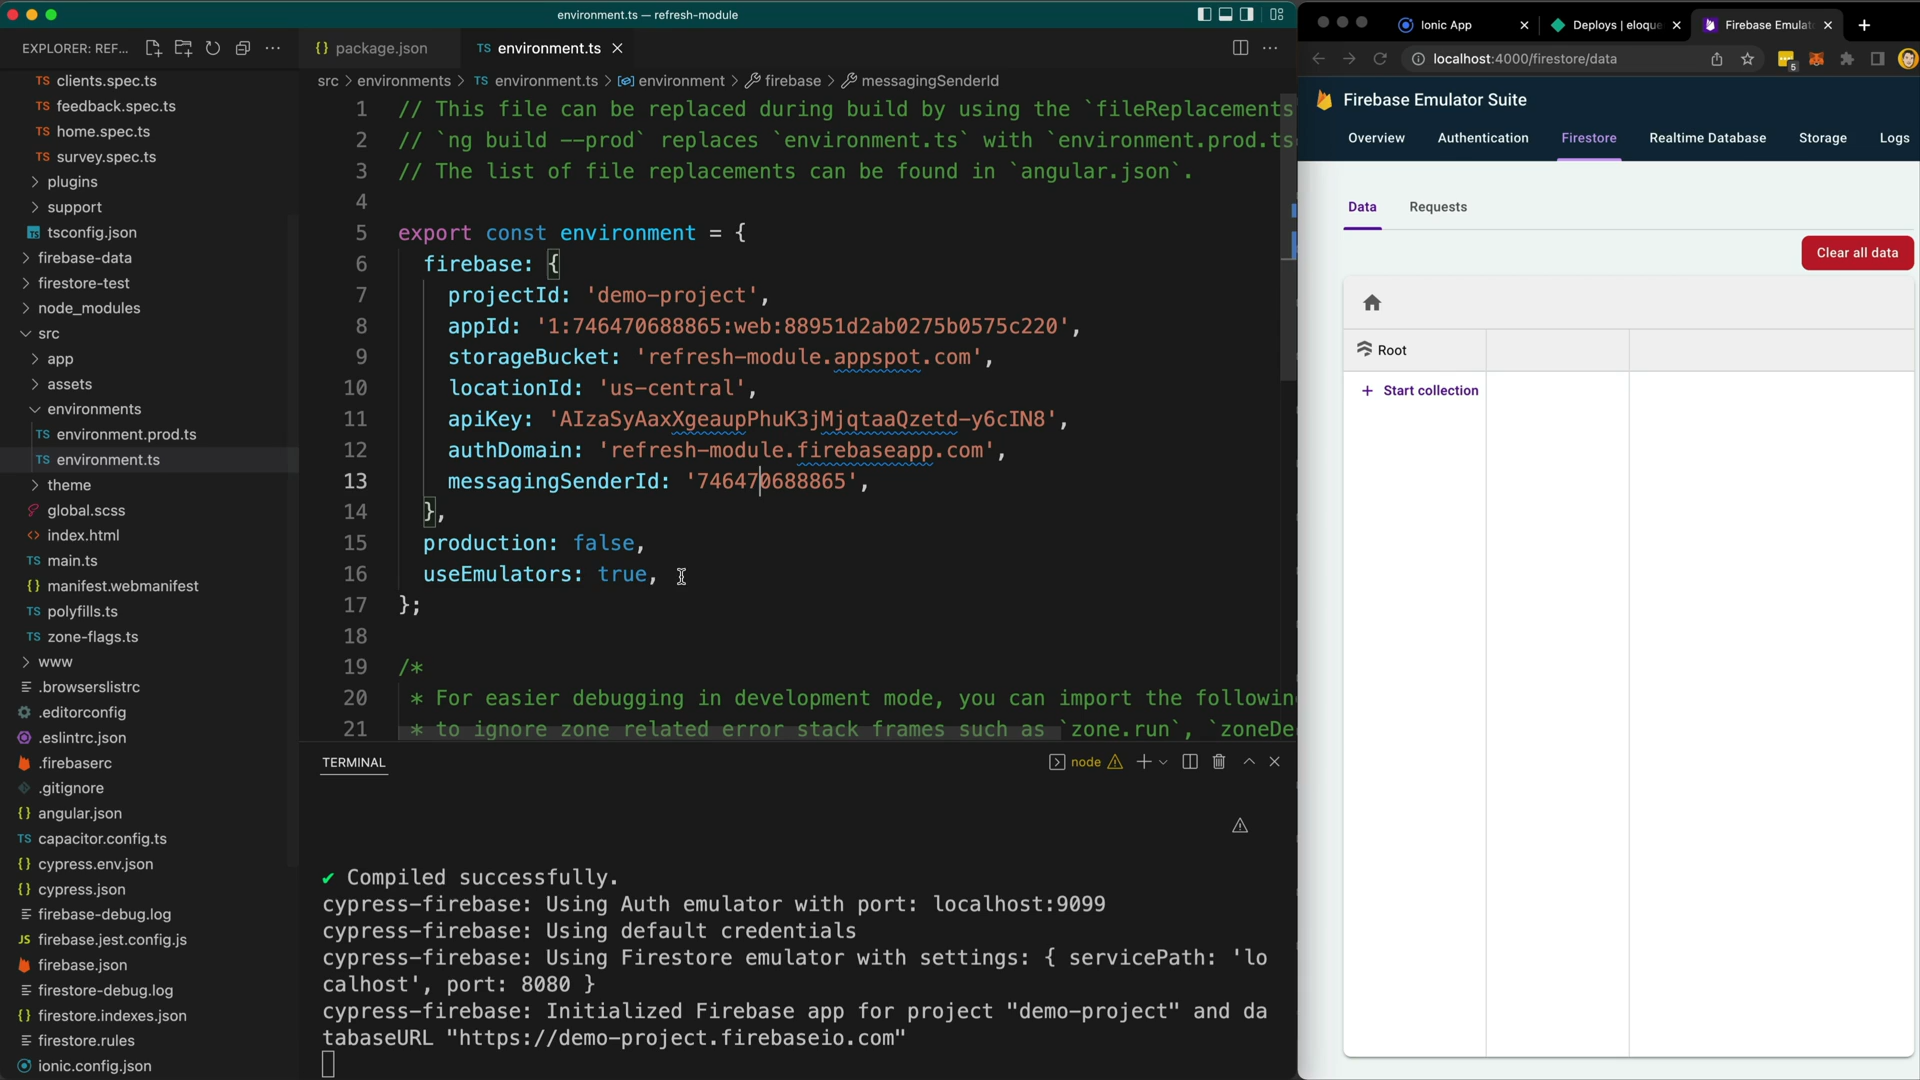 environment.ts — refresh-module
EXPLORER: REF...
package.json
TS environment.ts
src > environments > TS environment.ts > environment > firebase > messagingSenderId
TS clients.spec.ts
TS feedback.spec.ts
TS home.spec.ts
TS survey.spec.ts
plugins
support
tsconfig.json
firebase-data
firestore-test
node_modules
src
app
assets
environments
TS environment.prod.ts
TS environment.ts
theme
global.scss
index.html
TS main.ts
manifest.webmanifest
TS polyfills.ts
TS zone-flags.ts
www
.browserslistrc
.editorconfig
.eslintrc.json
.firebaserc
.gitignore
angular.json
TS capacitor.config.ts
cypress.env.json
cypress.json
firebase-debug.log
JS firebase.jest.config.js
firebase.json
firestore-debug.log
firestore.indexes.json
firestore.rules
ionic.config.json
1 // This file can be replaced during build by using the `fileReplacements
2 // `ng build --prod` replaces `environment.ts` with `environment.prod.ts
3 // The list of file replacements can be found in `angular.json`.
4
5 export const environment = {
6 firebase: {
7 projectId: 'demo-project',
8 appId: '1:746470688865:web:88951d2ab0275b0575c220',
9 storageBucket: 'refresh-module.appspot.com',
10 locationId: 'us-central',
11 apiKey: 'AIzaSyAaxXgeaupPhuK3jMjqtaaQzetd-y6cIN8',
12 authDomain: 'refresh-module.firebaseapp.com',
13 messagingSenderId: '746470688865',
14 },
15 production: false,
16 useEmulators: true,
17 };
18
19 /*
20 * For easier debugging in development mode, you can import the followin
21 * to ignore zone related error stack frames such as `zone.run`, `zoneDe
TERMINAL
node
✔ Compiled successfully.
cypress-firebase: Using Auth emulator with port: localhost:9099
cypress-firebase: Using default credentials
cypress-firebase: Using Firestore emulator with settings: { servicePath: 'lo
calhost', port: 8080 }
cypress-firebase: Initialized Firebase app for project "demo-project" and da
tabaseURL "https://demo-project.firebaseio.com"
Ionic App
Deploys | eloque
Firebase Emulat
localhost:4000/firestore/data
5
Firebase Emulator Suite
Overview Authentication Firestore Realtime Database Storage Logs
Data Requests
Clear all data
Root
+ Start collection